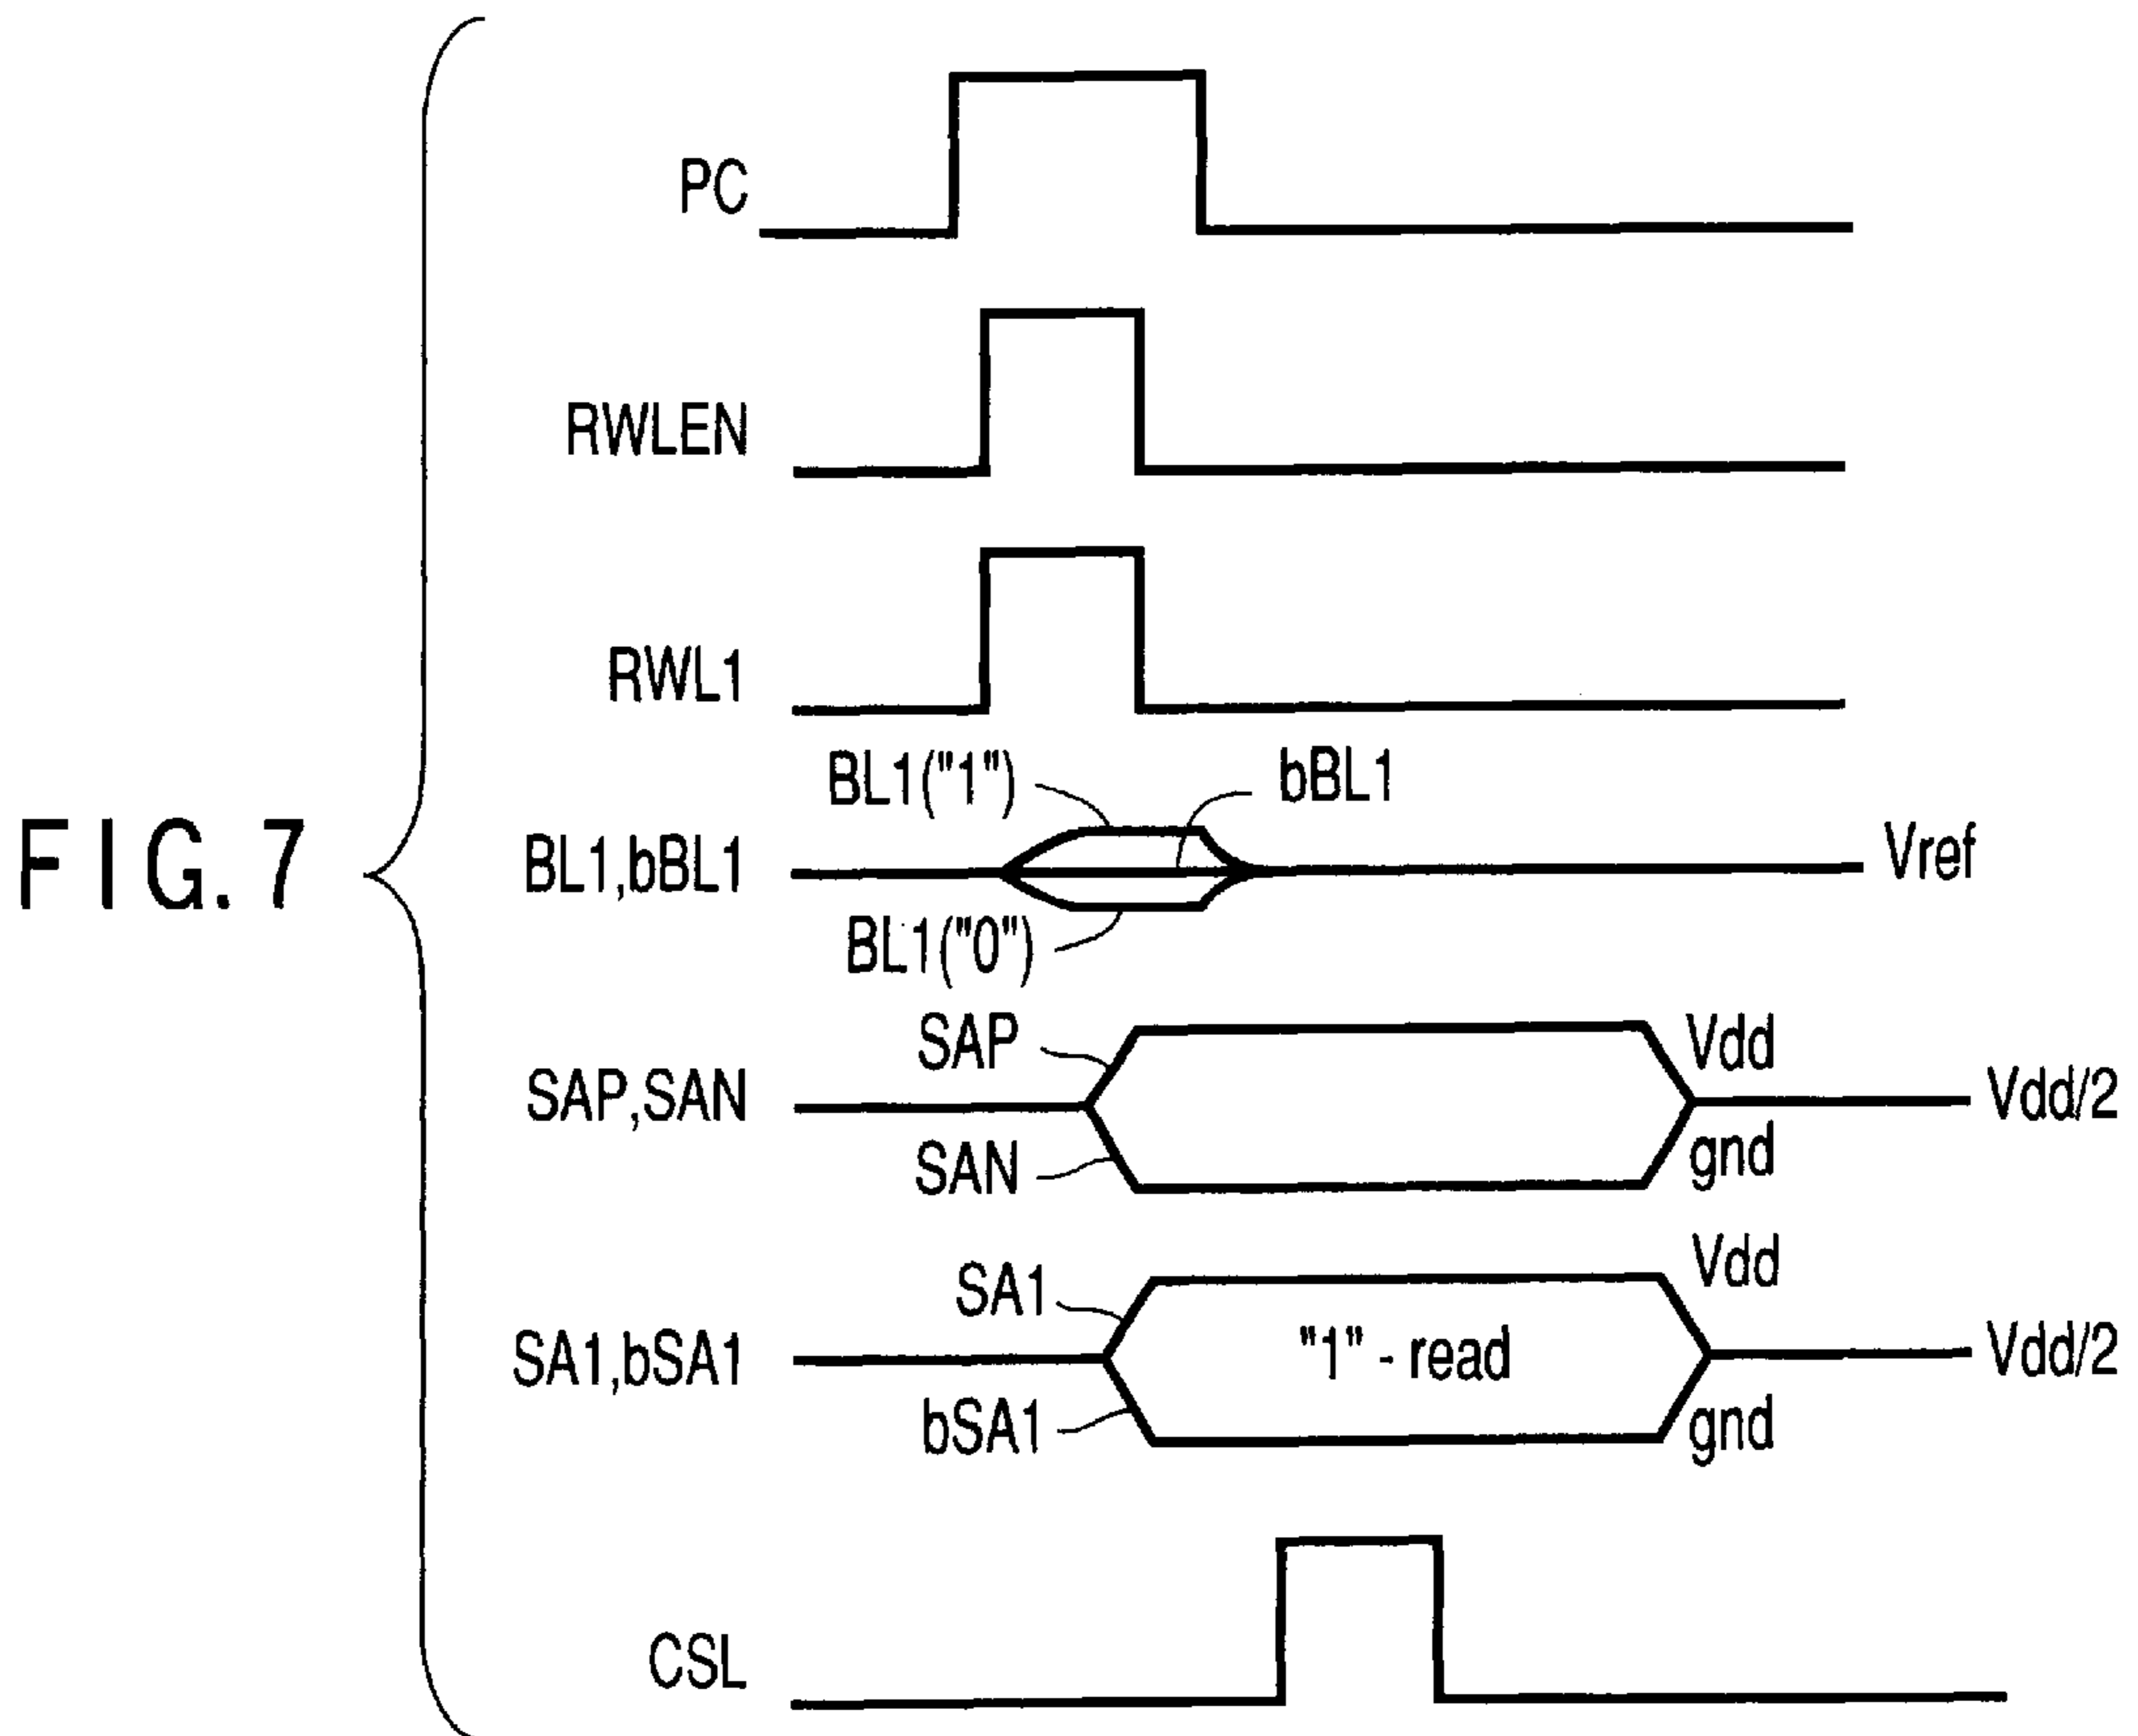 FIG. 7
PC
RWLEN
RWL1
BL1("1")
bBL1
BL1,bBL1
Vref
BL1("0")
SAP
Vdd
SAP,SAN
Vdd/2
SAN
gnd
SA1
Vdd
SA1,bSA1
"1" - read
Vdd/2
bSA1
gnd
CSL